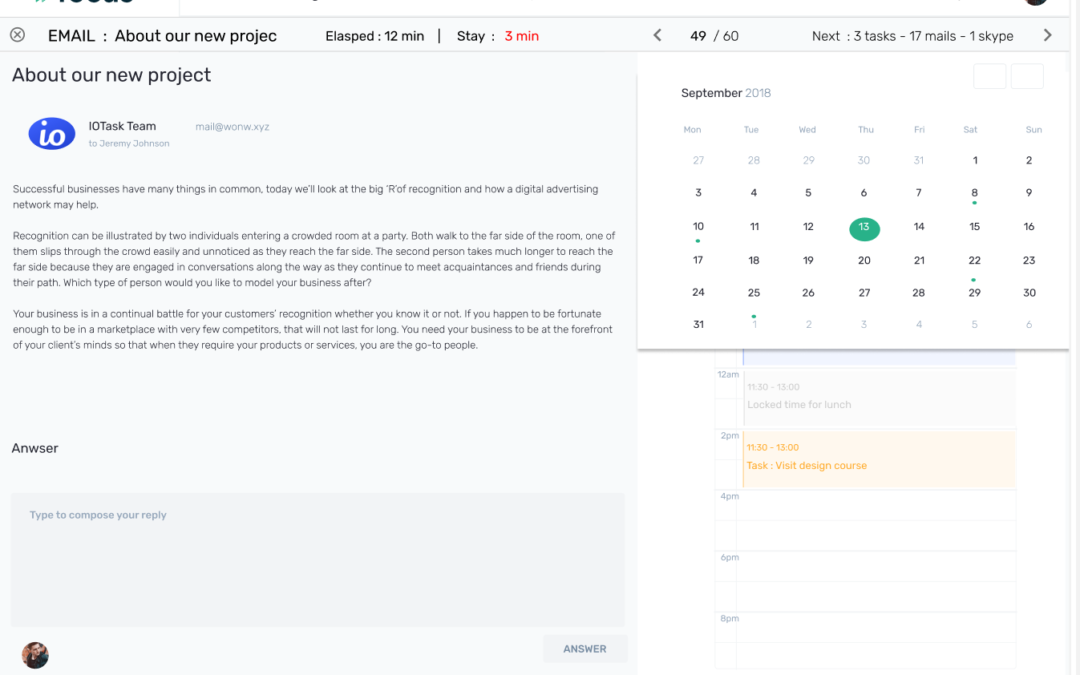 EMAIL : About our new projec
Elasped : 12 min | Stay : 3 min
49 / 60
Next : 3 tasks - 17 mails - 1 skype
About our new project
io
IOTask Team
mail@wonw.xyz
to Jeremy Johnson
Successful businesses have many things in common, today we'll look at the big 'R'of recognition and how a digital advertising
network may help.
Recognition can be illustrated by two individuals entering a crowded room at a party. Both walk to the far side of the room, one of
them slips through the crowd easily and unnoticed as they reach the far side. The second person takes much longer to reach the
far side because they are engaged in conversations along the way as they continue to meet acquaintances and friends during
their path. Which type of person would you like to model your business after?
Your business is in a continual battle for your customers' recognition whether you know it or not. If you happen to be fortunate
enough to be in a marketplace with very few competitors, that will not last for long. You need your business to be at the forefront
of your client's minds so that when they require your products or services, you are the go-to people.
Anwser
Type to compose your reply
ANSWER
September 2018
Mon Tue Wed Thu Fri Sat Sun
27 28 29 30 31 1 2
3 4 5 6 7 8 9
10 11 12 13 14 15 16
17 18 19 20 21 22 23
24 25 26 27 28 29 30
31 1 2 3 4 5 6
12am
11:30 - 13:00
Locked time for lunch
2pm
11:30 - 13:00
Task : Visit design course
4pm
6pm
8pm